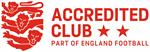 ACCREDITED
CLUB ★★
PART OF ENGLAND FOOTBALL